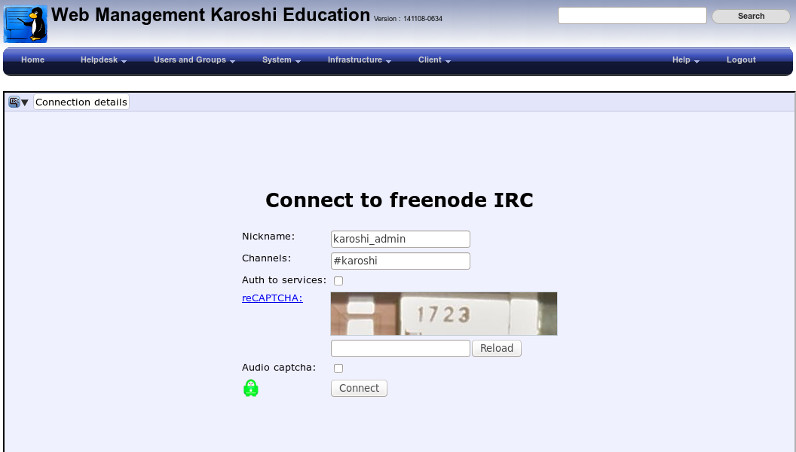 Web Management Karoshi Education Version : 141108-0634 Search
Home Helpdesk Users and Groups System Infrastructure Client Help Logout
Connection details
Connect to freenode IRC
Nickname: karoshi_admin
Channels: #karoshi
Auth to services:
reCAPTCHA: 1723
Reload
Audio captcha:
Connect